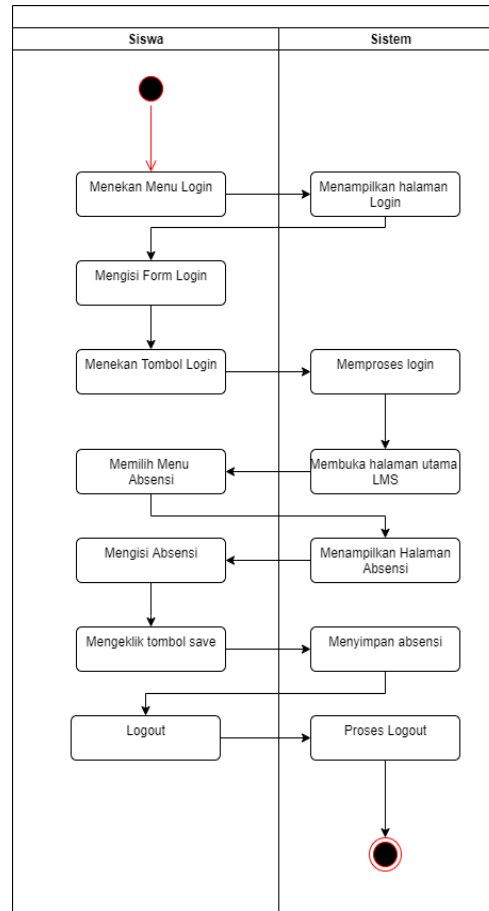 Siswa
Sistem
Menekan Menu Login
Menampilkan halaman
Login
Mengisi Form Login
Menekan Tombol Login
Memproses login
Memilih Menu
Absensi
Membuka halaman utama
LMS
Mengisi Absensi
Menampilkan Halaman
Absensi
Mengeklik tombol save
Menyimpan absensi
Logout
Proses Logout